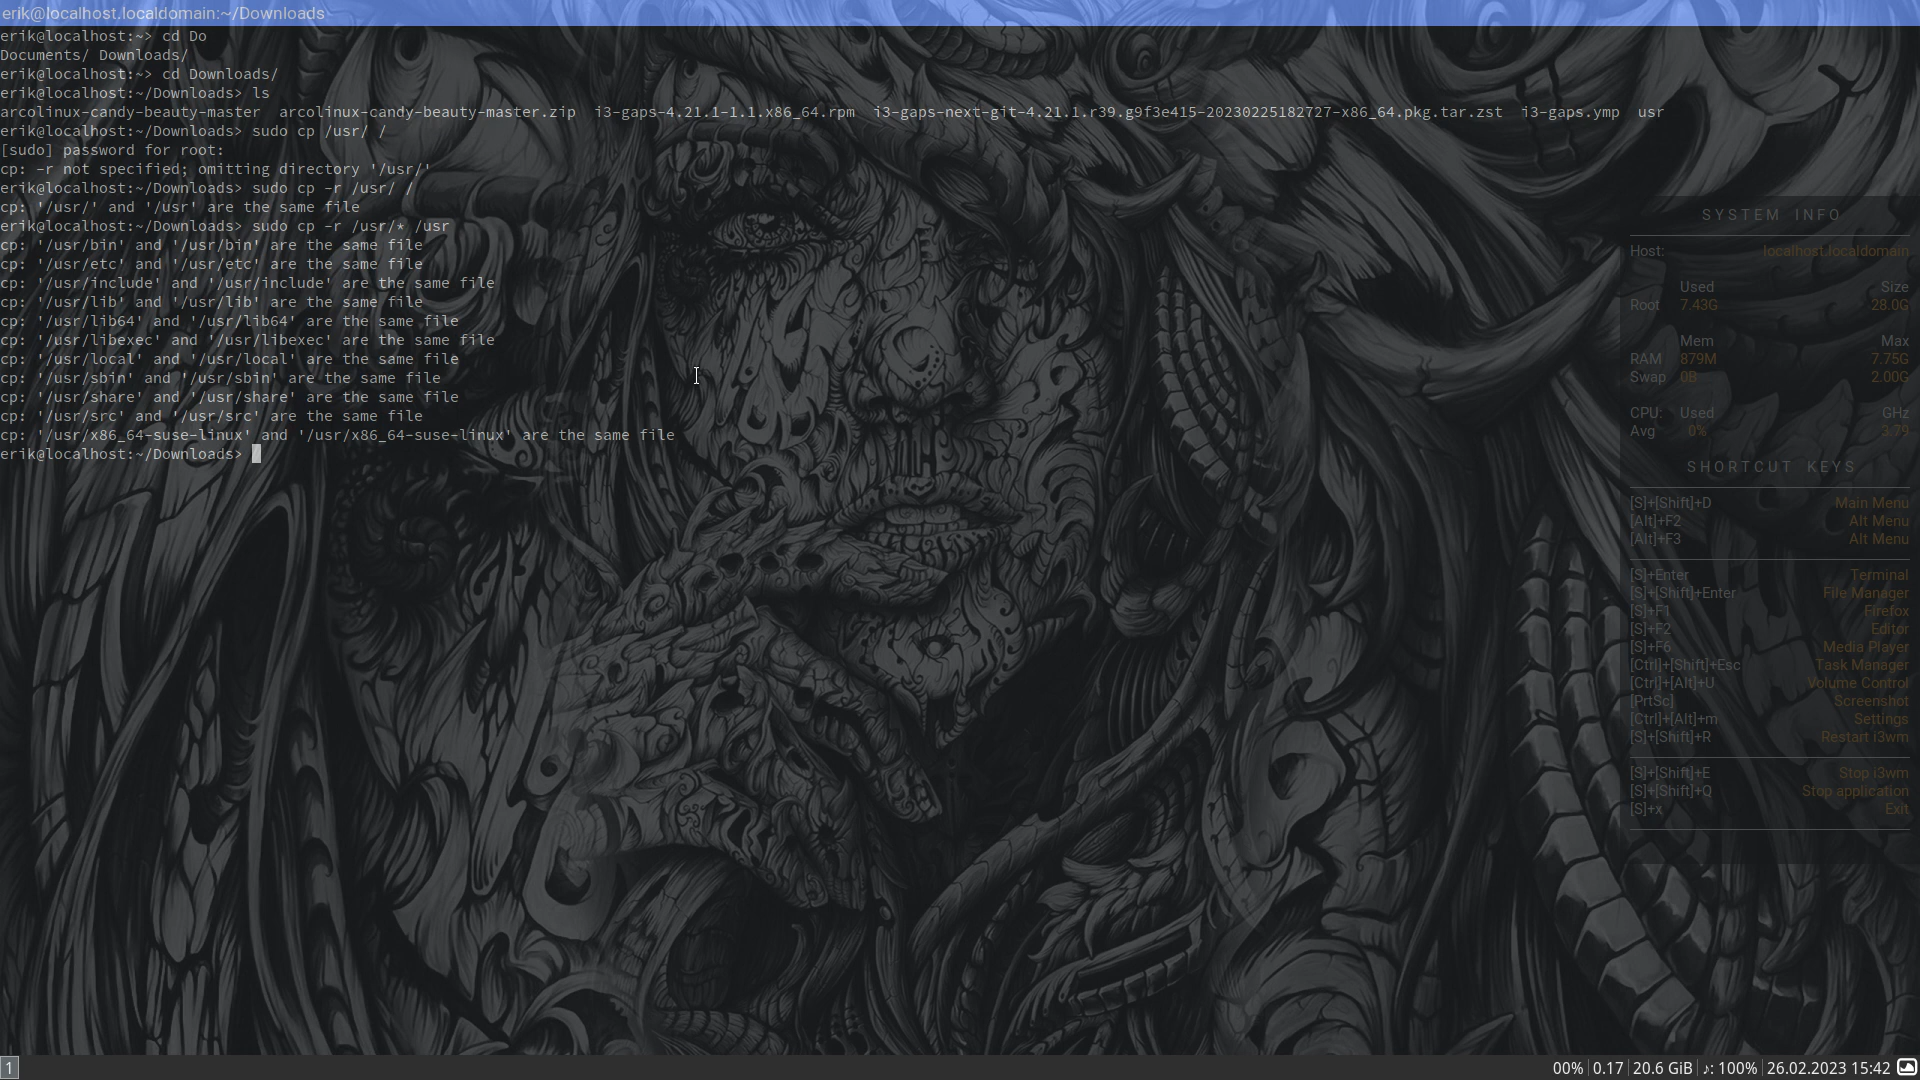 erik@localhost.localdomain:~/Downloads
erik@localhost:~> cd Do
Documents/ Downloads/
erik@localhost:~> cd Downloads/
erik@localhost:~/Downloads> ls
arcolinux-candy-beauty-master  arcolinux-candy-beauty-master.zip  i3-gaps-4.21.1-1.1.x86_64.rpm  i3-gaps-next-git-4.21.1.r39.g9f3e415-20230225182727-x86_64.pkg.tar.zst  i3-gaps.ymp  usr
erik@localhost:~/Downloads> sudo cp /usr/ /
[sudo] password for root:
cp: -r not specified; omitting directory '/usr/'
erik@localhost:~/Downloads> sudo cp -r /usr/ /
cp: '/usr/' and '/usr' are the same file
erik@localhost:~/Downloads> sudo cp -r /usr/* /usr
cp: '/usr/bin' and '/usr/bin' are the same file
cp: '/usr/etc' and '/usr/etc' are the same file
cp: '/usr/include' and '/usr/include' are the same file
cp: '/usr/lib' and '/usr/lib' are the same file
cp: '/usr/lib64' and '/usr/lib64' are the same file
cp: '/usr/libexec' and '/usr/libexec' are the same file
cp: '/usr/local' and '/usr/local' are the same file
cp: '/usr/sbin' and '/usr/sbin' are the same file
cp: '/usr/share' and '/usr/share' are the same file
cp: '/usr/src' and '/usr/src' are the same file
cp: '/usr/x86_64-suse-linux' and '/usr/x86_64-suse-linux' are the same file
erik@localhost:~/Downloads>
SYSTEM INFO
Host: localhost.localdomain
Used Size
Root 7.43G 28.0G
Mem Max
RAM 879M 7.75G
Swap 0B 2.00G
CPU: Used GHz
Avg 0% 3.79
SHORTCUT KEYS
[S]+[Shift]+D Main Menu
[Alt]+F2 Alt Menu
[Alt]+F3 Alt Menu
[S]+Enter Terminal
[S]+[Shift]+Enter File Manager
[S]+F1 Firefox
[S]+F2 Editor
[S]+F6 Media Player
[Ctrl]+[Shift]+Esc Task Manager
[Ctrl]+[Alt]+U Volume Control
[PrtSc] Screenshot
[Ctrl]+[Alt]+m Settings
[S]+[Shift]+R Restart i3wm
[S]+[Shift]+E Stop i3wm
[S]+[Shift]+Q Stop application
[S]+x Exit
1 00% 0.17 20.6 GiB ♪: 100% 26.02.2023 15:42